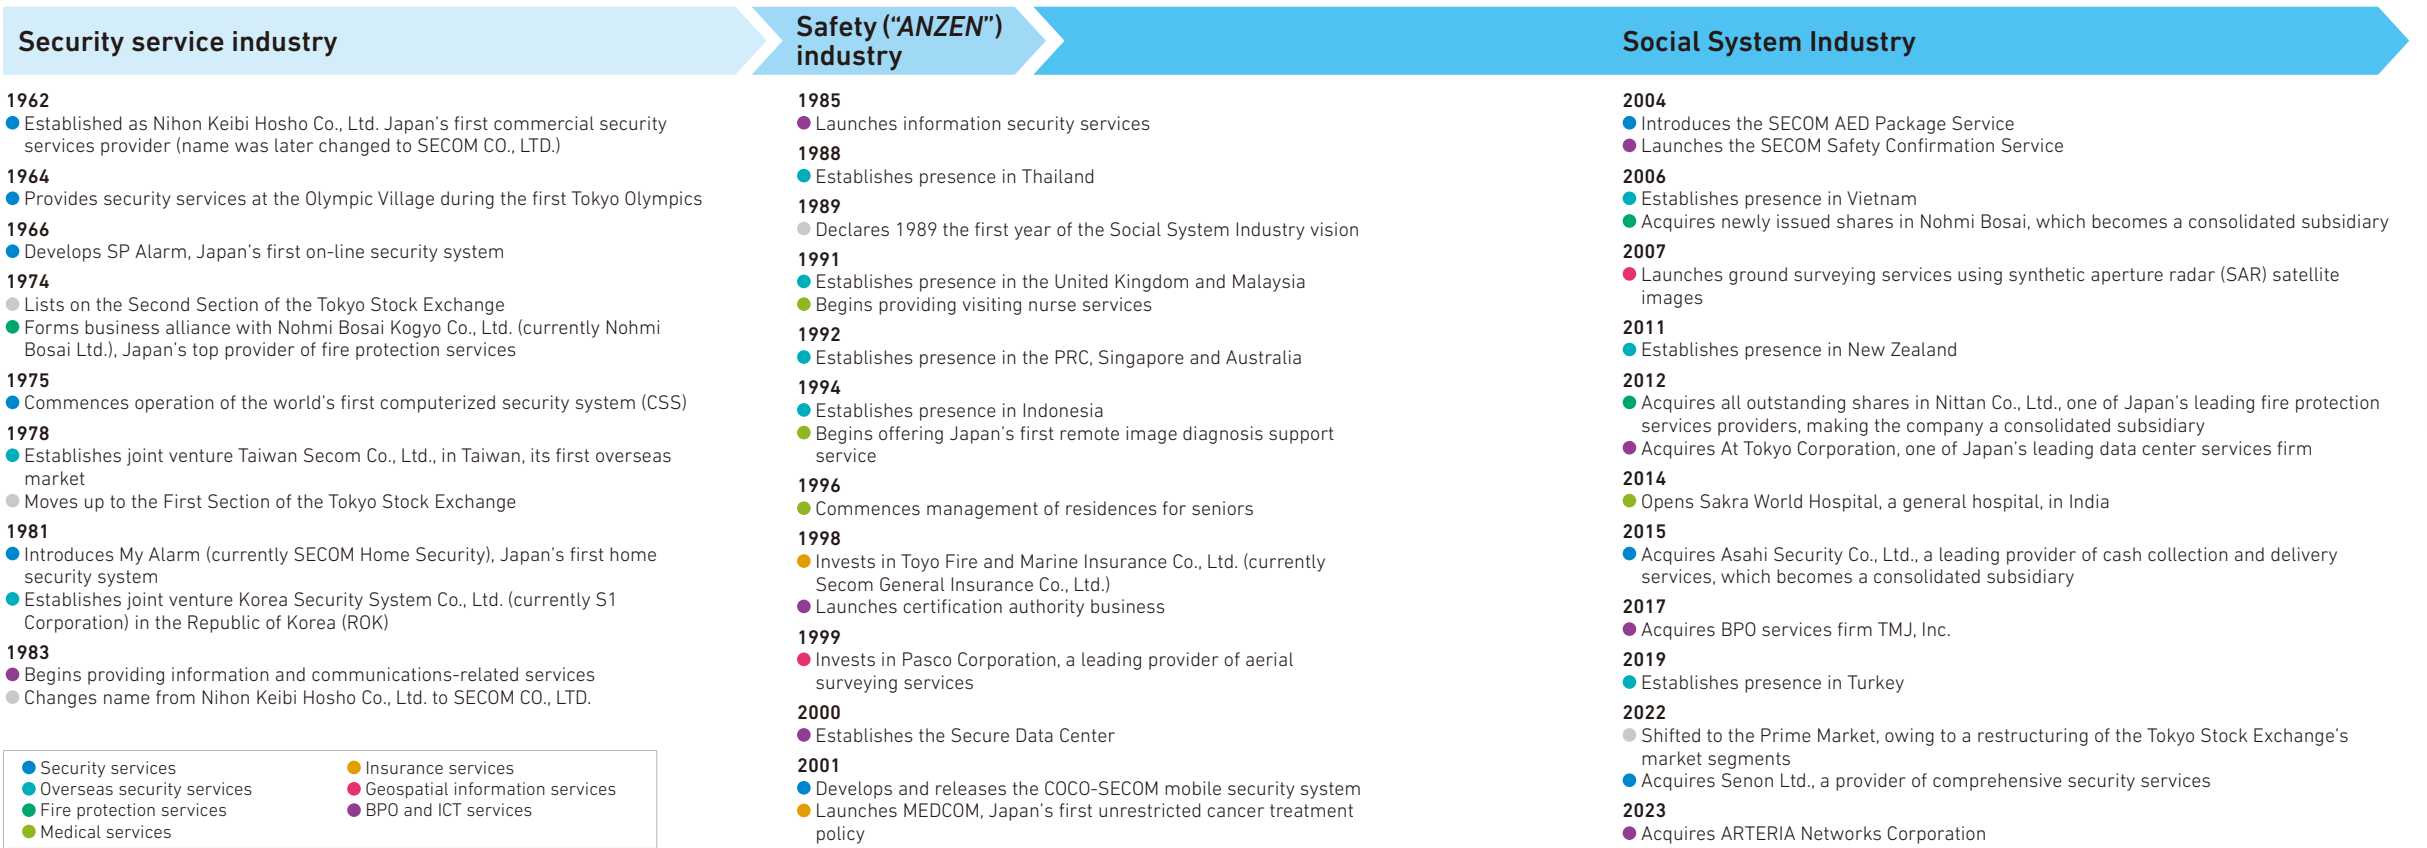 Security service industry
Safety (“ANZEN”)
industry
Social System Industry
1962
Established as Nihon Keibi Hosho Co., Ltd. Japan’s first commercial security
services provider (name was later changed to SECOM CO., LTD.)
1964
Provides security services at the Olympic Village during the first Tokyo Olympics
1966
Develops SP Alarm, Japan’s first on-line security system
1974
Lists on the Second Section of the Tokyo Stock Exchange
Forms business alliance with Nohmi Bosai Kogyo Co., Ltd. (currently Nohmi
Bosai Ltd.), Japan’s top provider of fire protection services
1975
Commences operation of the world’s first computerized security system (CSS)
1978
Establishes joint venture Taiwan Secom Co., Ltd., in Taiwan, its first overseas
market
Moves up to the First Section of the Tokyo Stock Exchange
1981
Introduces My Alarm (currently SECOM Home Security), Japan’s first home
security system
Establishes joint venture Korea Security System Co., Ltd. (currently S1
Corporation) in the Republic of Korea (ROK)
1983
Begins providing information and communications-related services
Changes name from Nihon Keibi Hosho Co., Ltd. to SECOM CO., LTD.
Security services
Overseas security services
Fire protection services
Medical services
Insurance services
Geospatial information services
BPO and ICT services
1985
Launches information security services
1988
Establishes presence in Thailand
1989
Declares 1989 the first year of the Social System Industry vision
1991
Establishes presence in the United Kingdom and Malaysia
Begins providing visiting nurse services
1992
Establishes presence in the PRC, Singapore and Australia
1994
Establishes presence in Indonesia
Begins offering Japan’s first remote image diagnosis support
service
1996
Commences management of residences for seniors
1998
Invests in Toyo Fire and Marine Insurance Co., Ltd. (currently
Secom General Insurance Co., Ltd.)
Launches certification authority business
1999
Invests in Pasco Corporation, a leading provider of aerial
surveying services
2000
Establishes the Secure Data Center
2001
Develops and releases the COCO-SECOM mobile security system
Launches MEDCOM, Japan’s first unrestricted cancer treatment
policy
2004
Introduces the SECOM AED Package Service
Launches the SECOM Safety Confirmation Service
2006
Establishes presence in Vietnam
Acquires newly issued shares in Nohmi Bosai, which becomes a consolidated subsidiary
2007
Launches ground surveying services using synthetic aperture radar (SAR) satellite
images
2011
Establishes presence in New Zealand
2012
Acquires all outstanding shares in Nittan Co., Ltd., one of Japan’s leading fire protection
services providers, making the company a consolidated subsidiary
Acquires At Tokyo Corporation, one of Japan’s leading data center services firm
2014
Opens Sakra World Hospital, a general hospital, in India
2015
Acquires Asahi Security Co., Ltd., a leading provider of cash collection and delivery
services, which becomes a consolidated subsidiary
2017
Acquires BPO services firm TMJ, Inc.
2019
Establishes presence in Turkey
2022
Shifted to the Prime Market, owing to a restructuring of the Tokyo Stock Exchange’s
market segments
Acquires Senon Ltd., a provider of comprehensive security services
2023
Acquires ARTERIA Networks Corporation